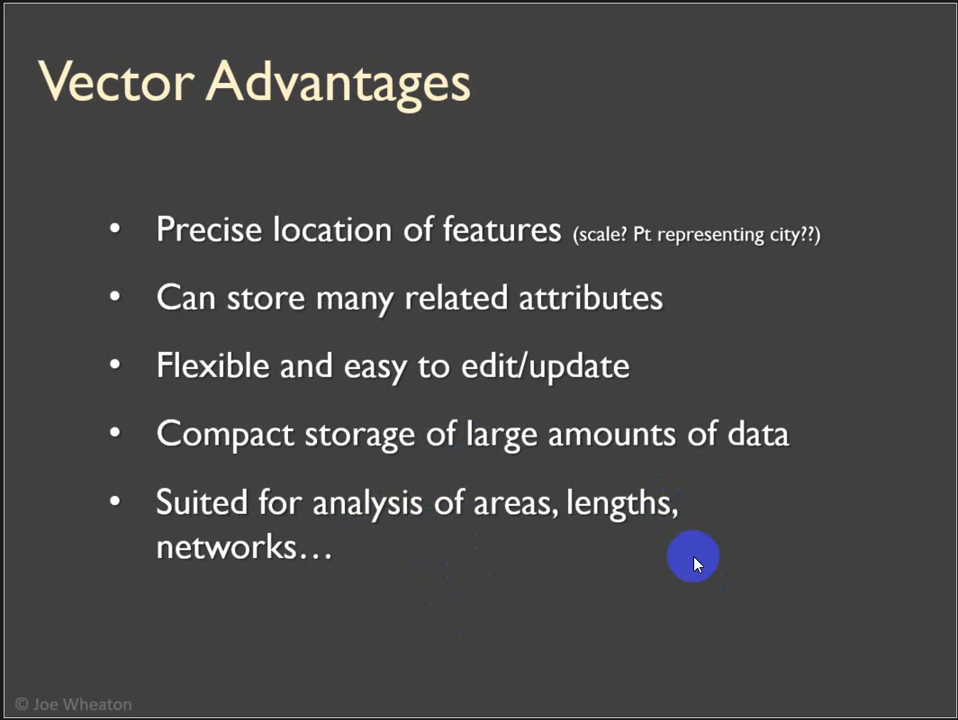 Vector Advantages
• Precise location of features (scale? Pt representing city??)
• Can store many related attributes
• Flexible and easy to edit/update
• Compact storage of large amounts of data
• Suited for analysis of areas, lengths,
networks…
© Joe Wheaton